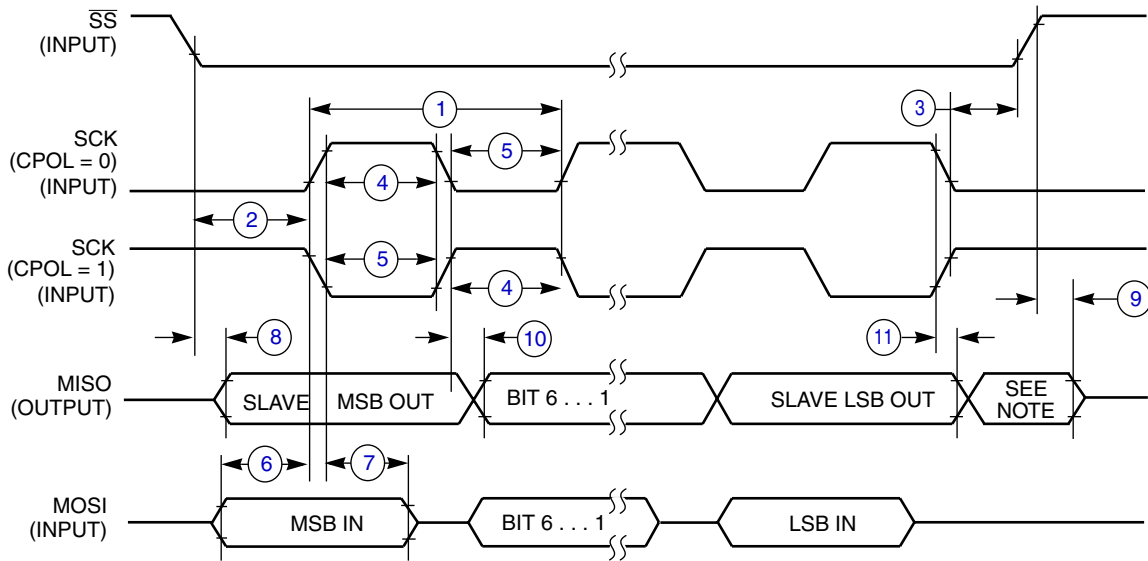 SS
(INPUT)
1
3
SCK
(CPOL = 0)
(INPUT)
5
4
2
SCK
(CPOL = 1)
(INPUT)
5
4
9
8
10
11
MISO
(OUTPUT)
SLAVE
MSB OUT
BIT 6 . . . 1
SLAVE LSB OUT
SEE
NOTE
6
7
MOSI
(INPUT)
MSB IN
BIT 6 . . . 1
LSB IN